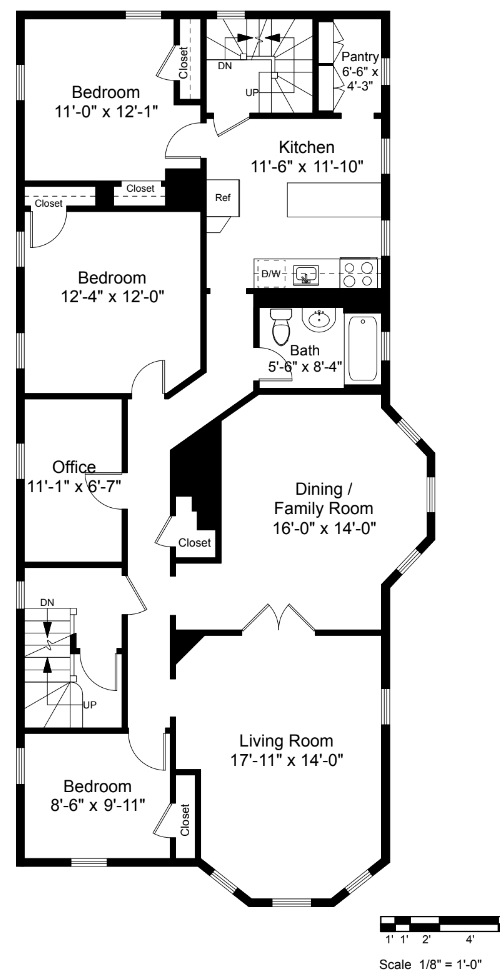 Closet
DN
UP
Pantry
6'-6" x
4'-3"
Bedroom
11'-0" x 12'-1"
Kitchen
11'-6" x 11'-10"
Closet
Closet
Ref
Bedroom
12'-4" x 12'-0"
D/W
Bath
5'-6" x 8'-4"
Office
11'-1" x 6'-7"
Dining /
Family Room
16'-0" x 14'-0"
Closet
DN
UP
Living Room
17'-11" x 14'-0"
Bedroom
8'-6" x 9'-11"
Closet
1' 1' 2' 4'
Scale 1/8" = 1'-0"